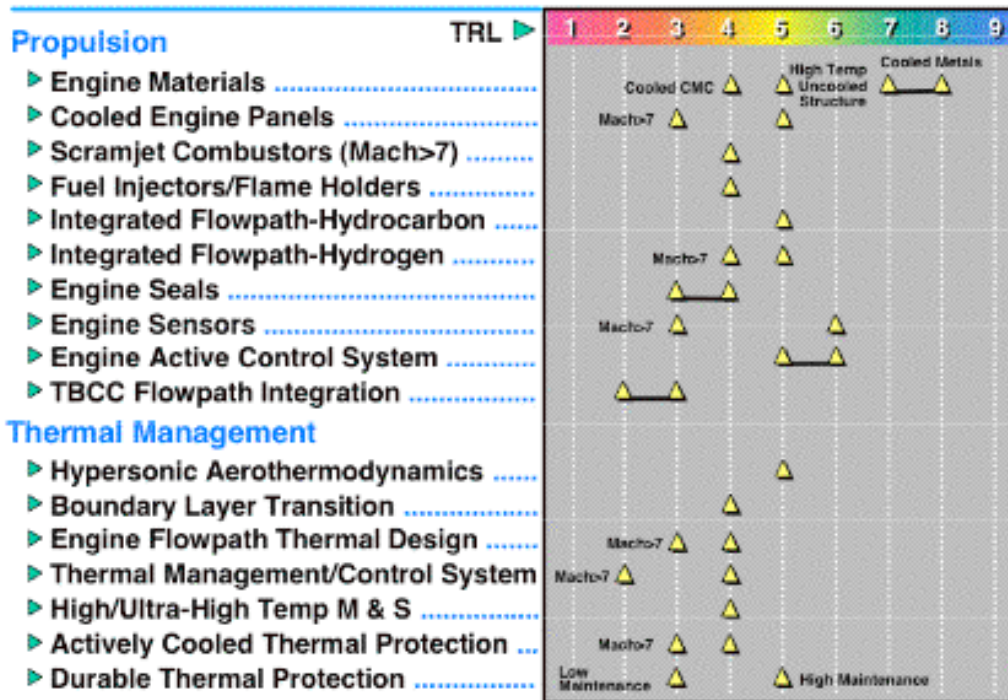 Propulsion TRL 1 2 3 4 5 6 7 8 9
Engine Materials Cooled CMC High Temp Uncooled Structure Cooled Metals
Cooled Engine Panels Mach>7
Scramjet Combustors (Mach>7)
Fuel Injectors/Flame Holders
Integrated Flowpath-Hydrocarbon
Integrated Flowpath-Hydrogen Mach>7
Engine Seals
Engine Sensors Mach>7
Engine Active Control System
TBCC Flowpath Integration
Thermal Management
Hypersonic Aerothermodynamics
Boundary Layer Transition
Engine Flowpath Thermal Design Mach>7
Thermal Management/Control System Mach>7
High/Ultra-High Temp M & S
Actively Cooled Thermal Protection Mach>7
Durable Thermal Protection Low Maintenance High Maintenance